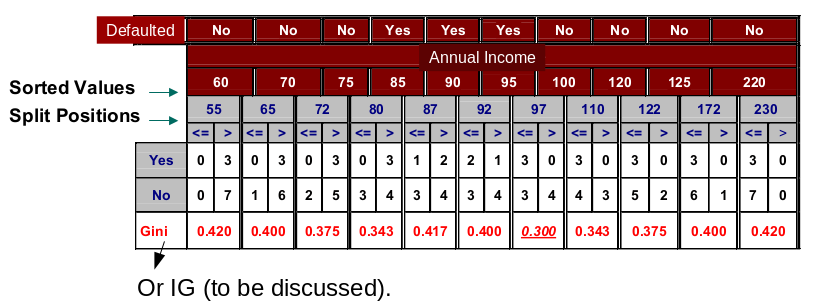 Defaulted No No No Yes Yes Yes No No No No
Annual Income
Sorted Values 60 70 75 85 90 95 100 120 125 220
Split Positions 55 65 72 80 87 92 97 110 122 172 230
<= > <= > <= > <= > <= > <= > <= > <= > <= > <= > <= >
Yes 0 3 0 3 0 3 0 3 1 2 2 1 3 0 3 0 3 0 3 0 3 0
No 0 7 1 6 2 5 3 4 3 4 3 4 3 4 4 3 5 2 6 1 7 0
Gini 0.420 0.400 0.375 0.343 0.417 0.400 0.300 0.343 0.375 0.400 0.420
Or IG (to be discussed).